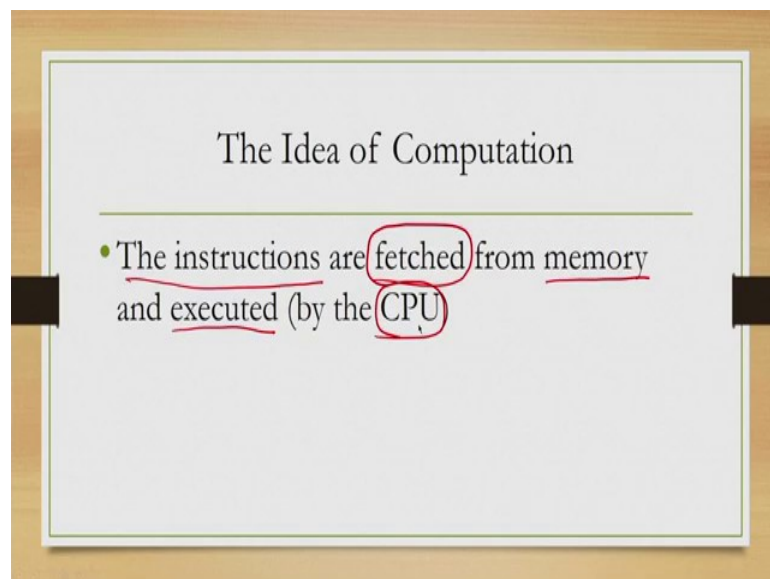 The Idea of Computation
• The instructions are fetched from memory
and executed (by the CPU)